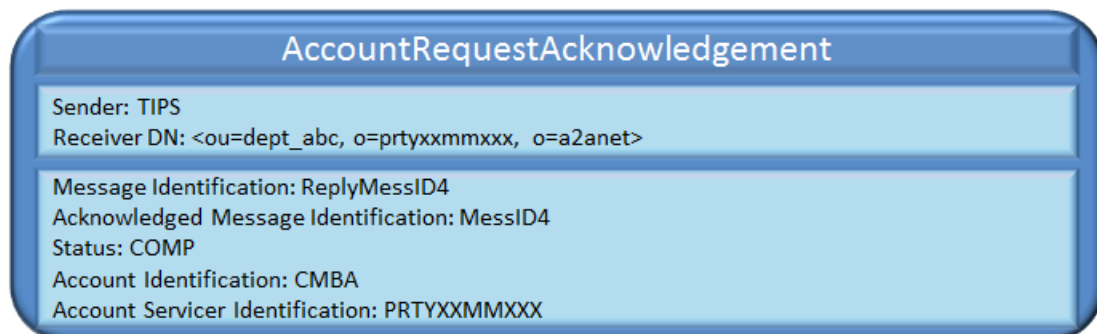 AccountRequestAcknowledgement
Sender: TIPS
Receiver DN: <ou=dept_abc, o=prtyxxmmxxx, o=a2anet>
Message Identification: ReplyMessID4
Acknowledged Message Identification: MessID4
Status: COMP
Account Identification: CMBA
Account Servicer Identification: PRTYXXMMXXX